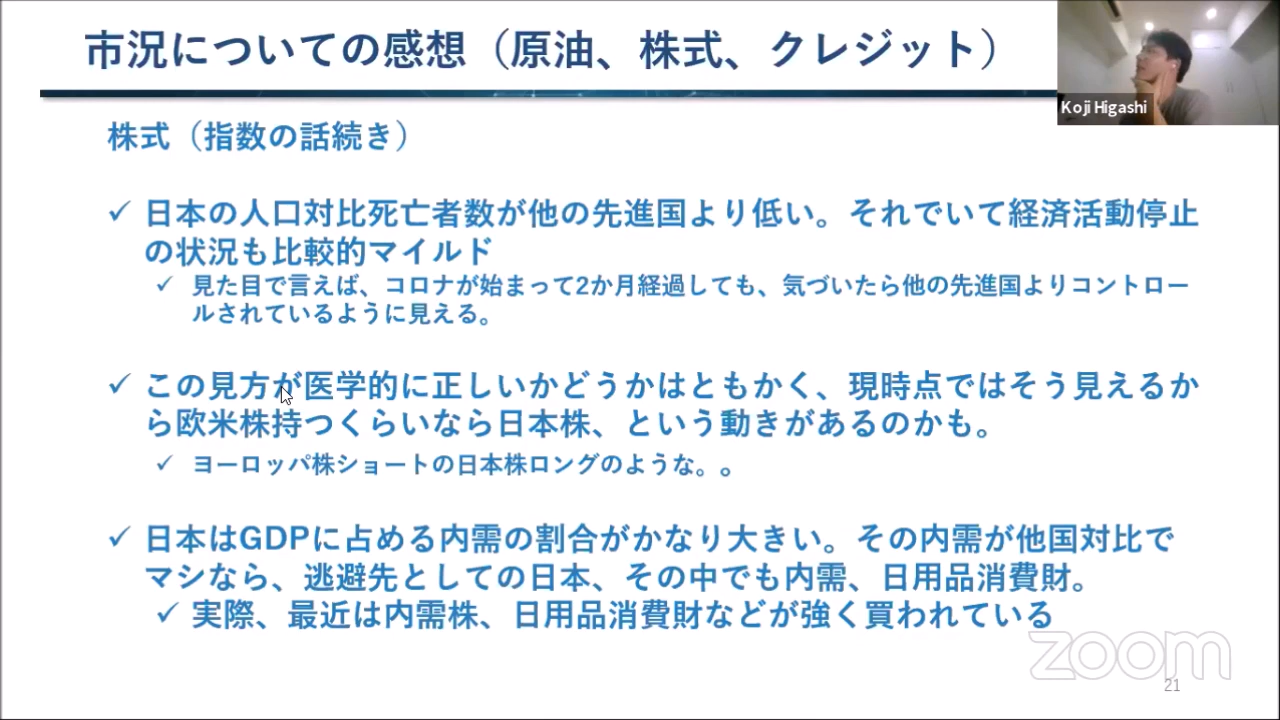 市況についての感想（原油、株式、クレジット）
Koji Higashi
株式（指数の話続き）
✓ 日本の人口対比死亡者数が他の先進国より低い。それでいて経済活動停止
の状況も比較的マイルド
✓ 見た目で言えば、コロナが始まって2か月経過しても、気づいたら他の先進国よりコントロー
ルされているように見える。
✓ この見方が医学的に正しいかどうかはともかく、現時点ではそう見えるか
ら欧米株持つくらいなら日本株、という動きがあるのかも。
✓ ヨーロッパ株ショートの日本株ロングのような。。
✓ 日本はGDPに占める内需の割合がかなり大きい。その内需が他国対比で
マシなら、逃避先としての日本、その中でも内需、日用品消費財。
✓ 実際、最近は内需株、日用品消費財などが強く買われている
zoom
21